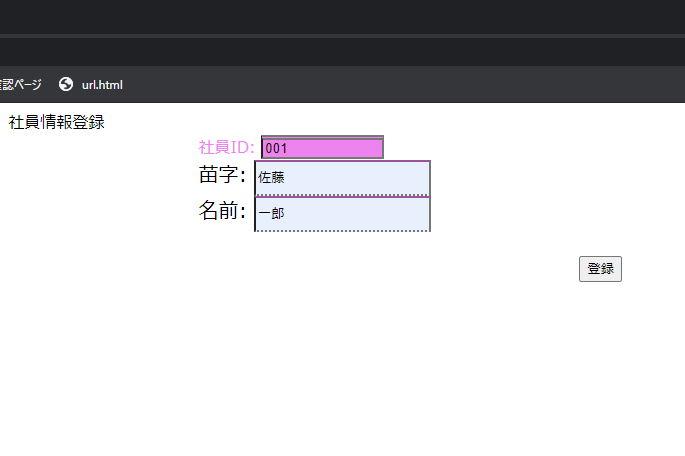 確認ページ url.html
社員情報登録
社員ID: 001
苗字: 佐藤
名前: 一郎
登録